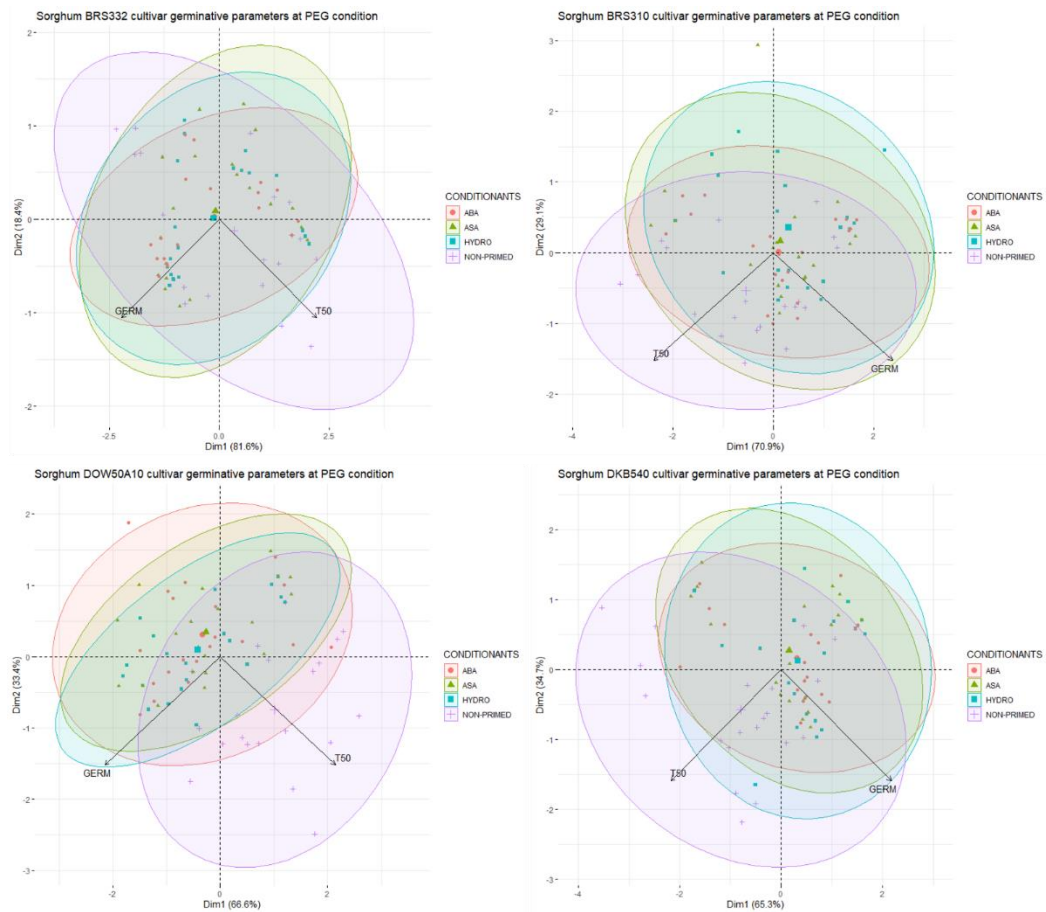 Sorghum BRS332 cultivar germinative parameters at PEG condition
2
1
0
-1
-2
Dim2 (18.4%)
GERM
T50
-2.5
0.0
2.5
Dim1 (81.6%)
CONDITIONANTS
ABA
ASA
HYDRO
NON-PRIMED
Sorghum BRS310 cultivar germinative parameters at PEG condition
3
2
1
0
-1
-2
Dim2 (29.1%)
T50
GERM
-4
-2
0
2
Dim1 (70.9%)
CONDITIONANTS
ABA
ASA
HYDRO
NON-PRIMED
Sorghum DOW50A10 cultivar germinative parameters at PEG condition
2
1
0
-1
-2
-3
Dim2 (33.4%)
GERM
T50
-2
0
2
Dim1 (66.6%)
CONDITIONANTS
ABA
ASA
HYDRO
NON-PRIMED
Sorghum DKB540 cultivar germinative parameters at PEG condition
2
1
0
-1
-2
-3
Dim2 (34.7%)
T50
GERM
-4
-2
0
2
Dim1 (65.3%)
CONDITIONANTS
ABA
ASA
HYDRO
NON-PRIMED